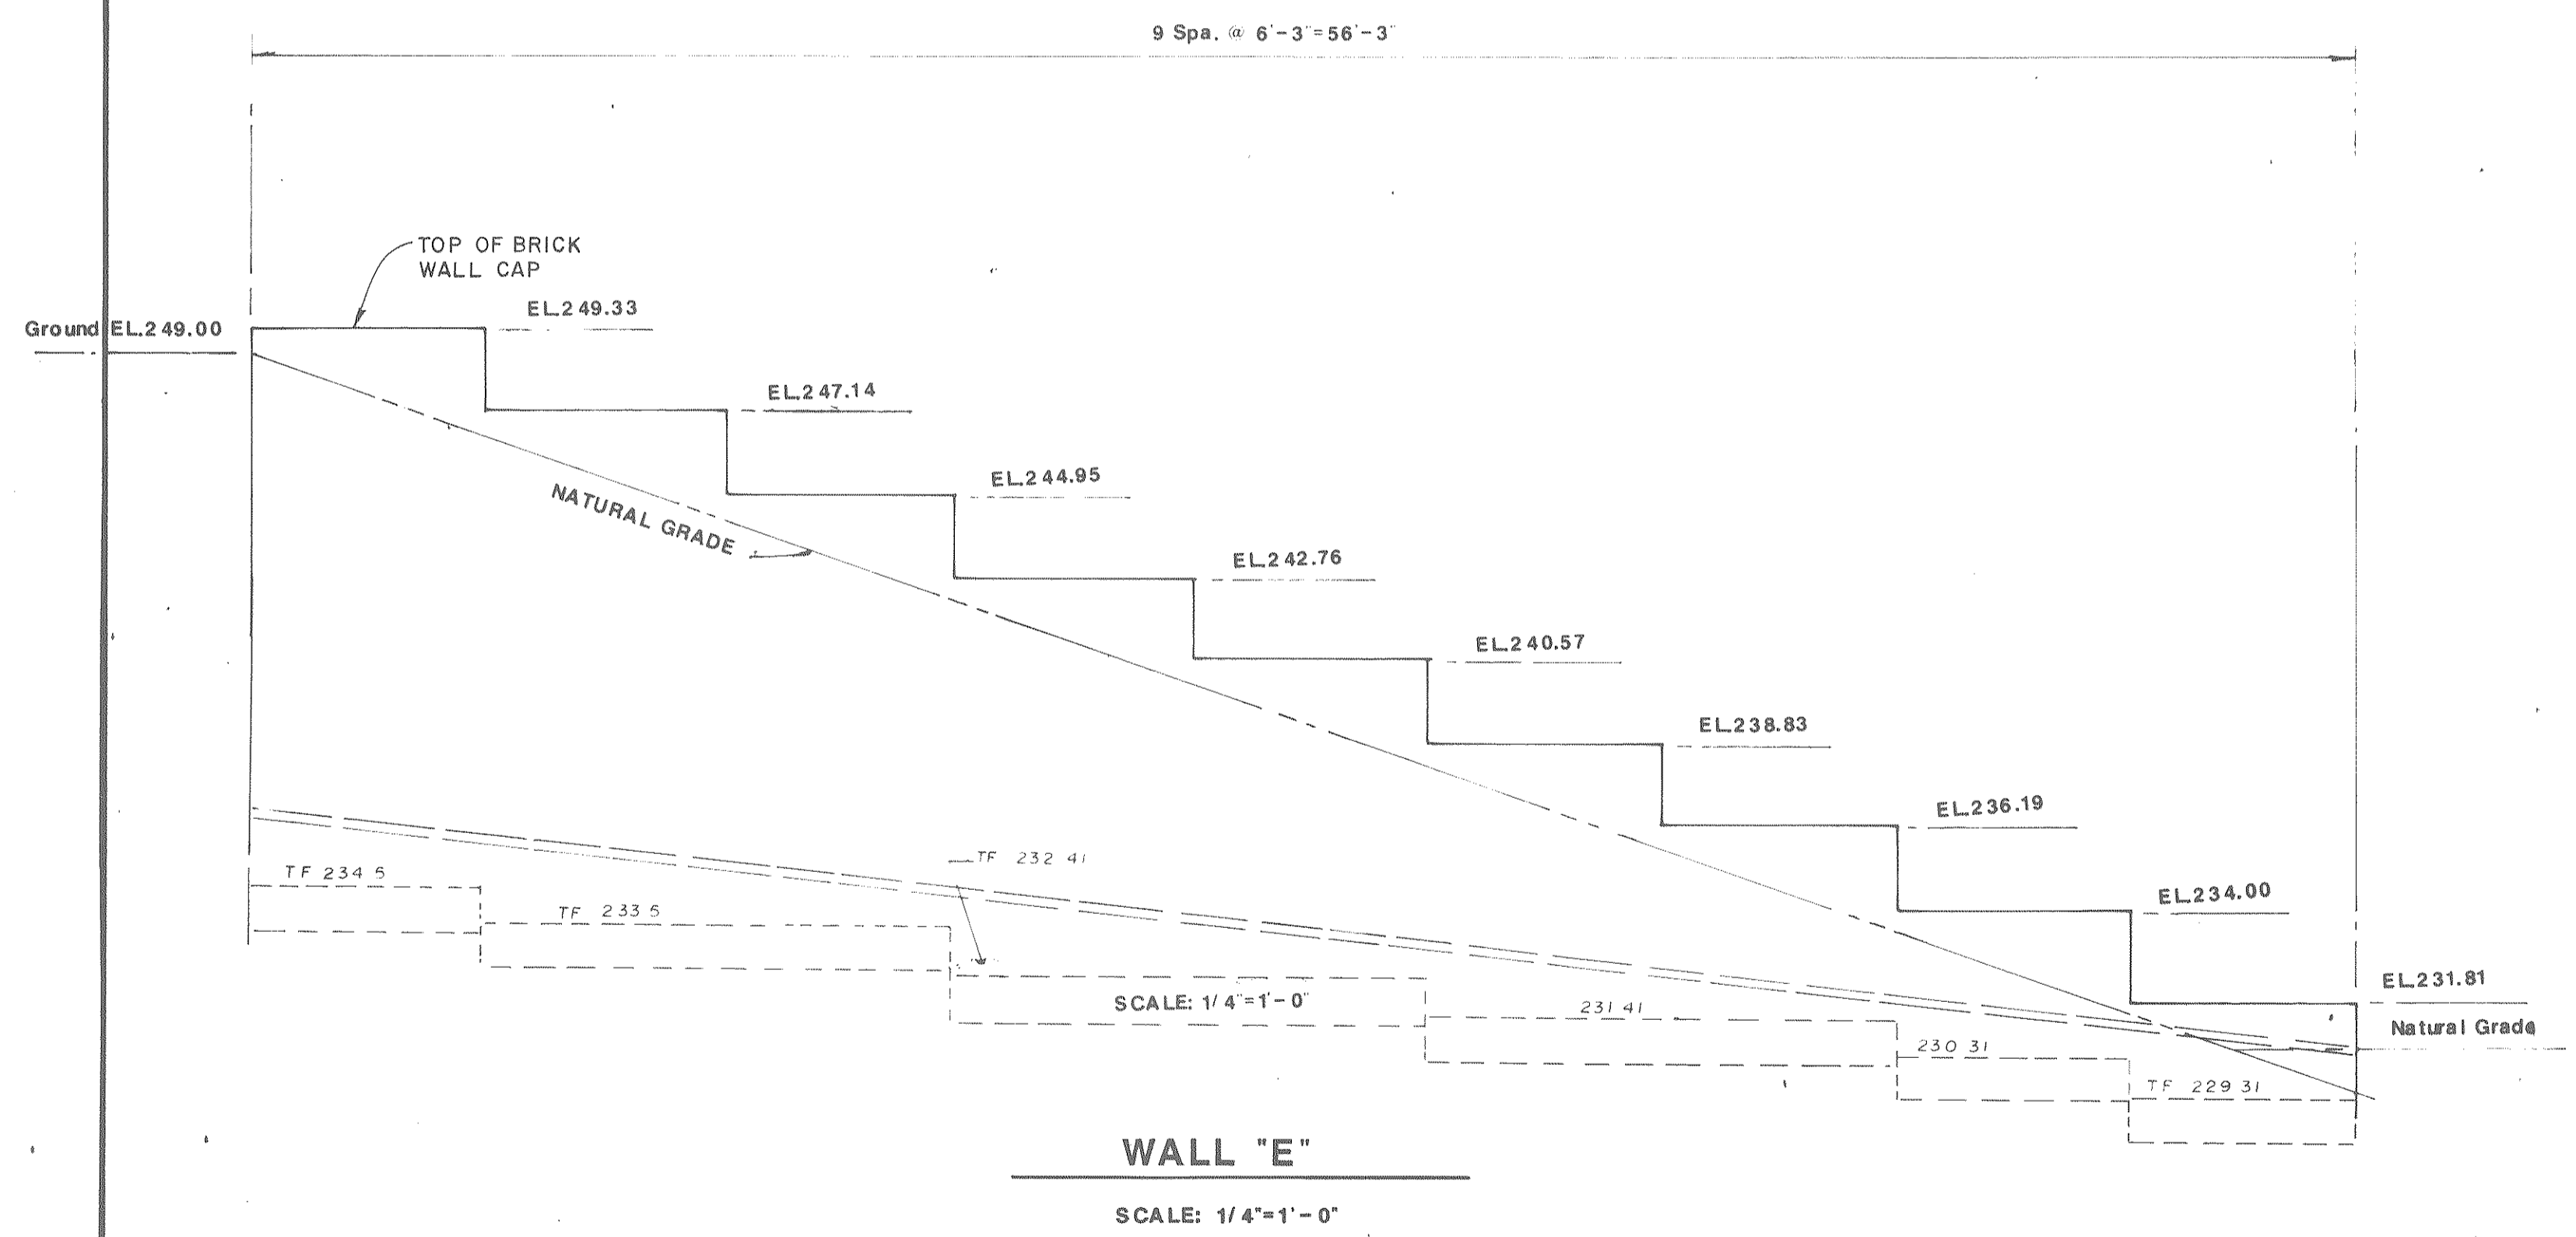 9 Spa. @ 6'-3"=56'-3"
TOP OF BRICK
WALL CAP
EL.249.33
Ground EL.249.00
EL.247.14
EL.244.95
NATURAL GRADE
EL.242.76
EL.240.57
EL.238.83
EL.236.19
TF 232 41
TF 234 5
EL.234.00
TF 233 5
EL.231.81
SCALE: 1/4"=1'-0"
231 41
Natural Grade
230 31
TF 229 31
WALL "E"
SCALE: 1/4"=1'-0"